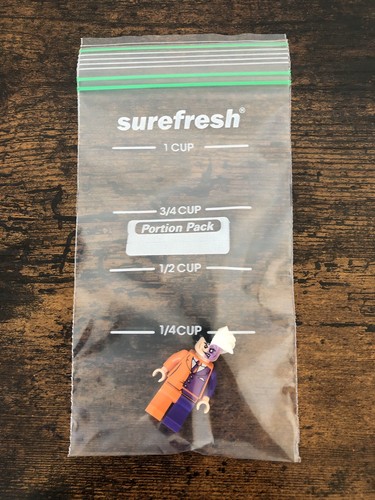 surefresh®
1 CUP
3/4 CUP
Portion Pack
1/2 CUP
1/4 CUP